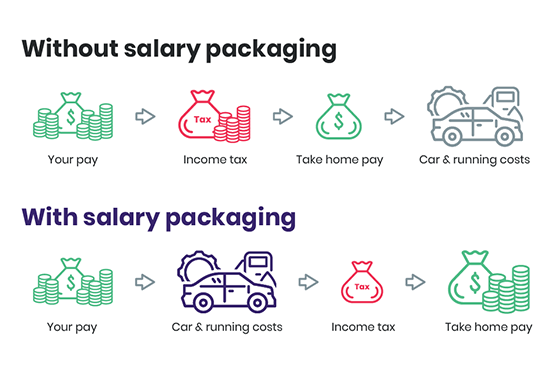 Without salary packaging
$
Tax
$
Your pay
Income tax
Take home pay
Car & running costs
With salary packaging
$
Tax
$
Your pay
Car & running costs
Income tax
Take home pay